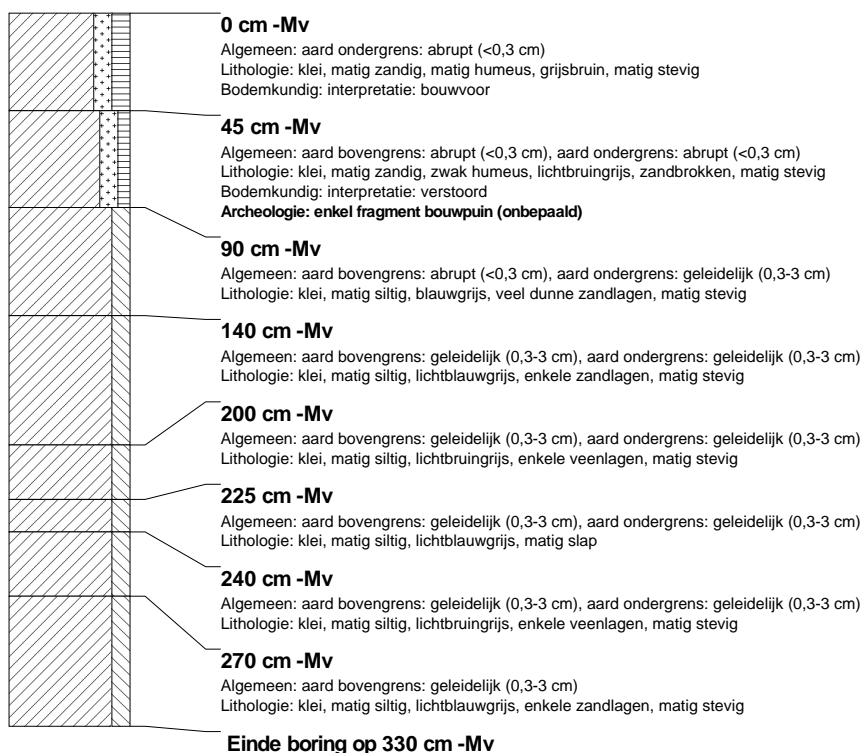 0 cm -Mv
Algemeen: aard ondergrens: abrupt (<0,3 cm)
Lithologie: klei, matig zandig, matig humeus, grijsbruin, matig stevig
Bodemkundig: interpretatie: bouwvoor
45 cm -Mv
Algemeen: aard bovengrens: abrupt (<0,3 cm), aard ondergrens: abrupt (<0,3 cm)
Lithologie: klei, matig zandig, zwak humeus, lichtbruingrijs, zandbrokken, matig stevig
Bodemkundig: interpretatie: verstoord
Archeologie: enkel fragment bouwpuin (onbepaald)
90 cm -Mv
Algemeen: aard bovengrens: abrupt (<0,3 cm), aard ondergrens: geleidelijk (0,3-3 cm)
Lithologie: klei, matig siltig, blauwgrijs, veel dunne zandlagen, matig stevig
140 cm -Mv
Algemeen: aard bovengrens: geleidelijk (0,3-3 cm), aard ondergrens: geleidelijk (0,3-3 cm)
Lithologie: klei, matig siltig, lichtblauwgrijs, enkele zandlagen, matig stevig
200 cm -Mv
Algemeen: aard bovengrens: geleidelijk (0,3-3 cm), aard ondergrens: geleidelijk (0,3-3 cm)
Lithologie: klei, matig siltig, lichtbruingrijs, enkele veenlagen, matig stevig
225 cm -Mv
Algemeen: aard bovengrens: geleidelijk (0,3-3 cm), aard ondergrens: geleidelijk (0,3-3 cm)
Lithologie: klei, matig siltig, lichtblauwgrijs, matig slap
240 cm -Mv
Algemeen: aard bovengrens: geleidelijk (0,3-3 cm), aard ondergrens: geleidelijk (0,3-3 cm)
Lithologie: klei, matig siltig, lichtbruingrijs, enkele veenlagen, matig stevig
270 cm -Mv
Algemeen: aard bovengrens: geleidelijk (0,3-3 cm)
Lithologie: klei, matig siltig, lichtblauwgrijs, enkele zandlagen, matig stevig
Einde boring op 330 cm -Mv